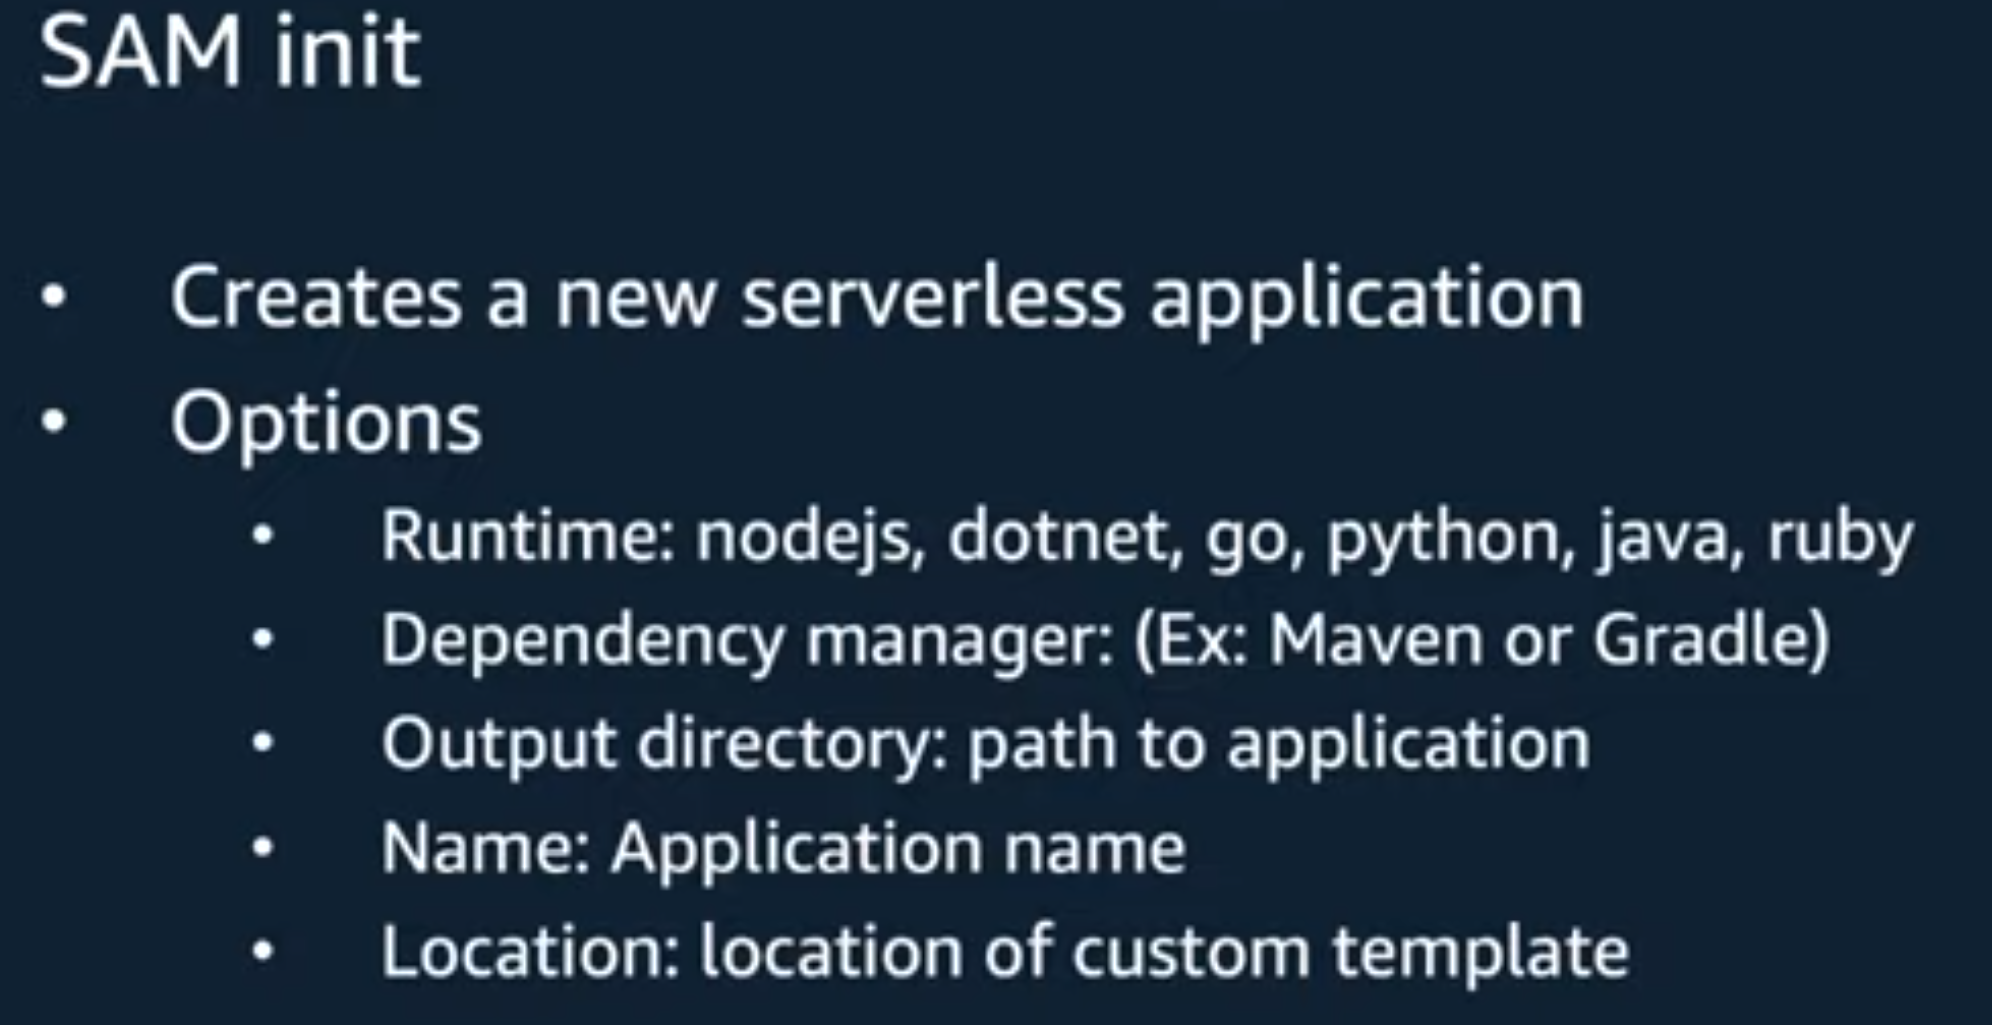 SAM init
• Creates a new serverless application
• Options
• Runtime: nodejs, dotnet, go, python, java, ruby
• Dependency manager: (Ex: Maven or Gradle)
• Output directory: path to application
• Name: Application name
• Location: location of custom template